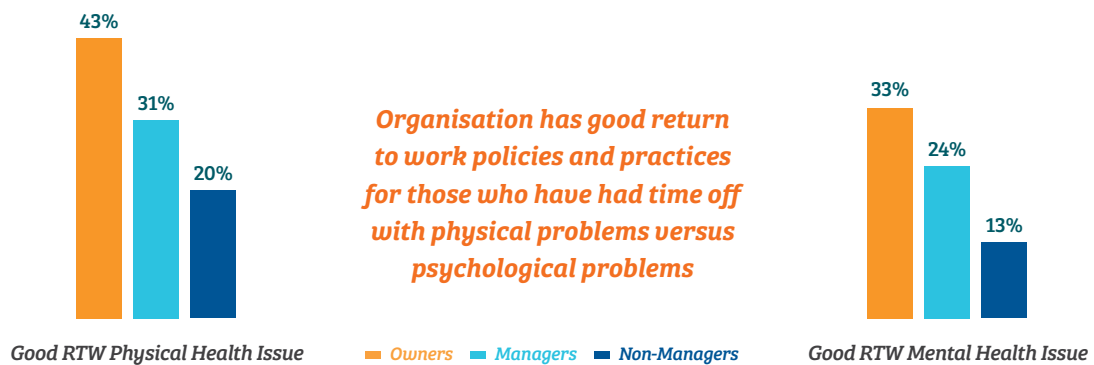 43%
31%
20%
Good RTW Physical Health Issue
Organisation has good return
to work policies and practices
for those who have had time off
with physical problems versus
psychological problems
Owners Managers Non-Managers
33%
24%
13%
Good RTW Mental Health Issue